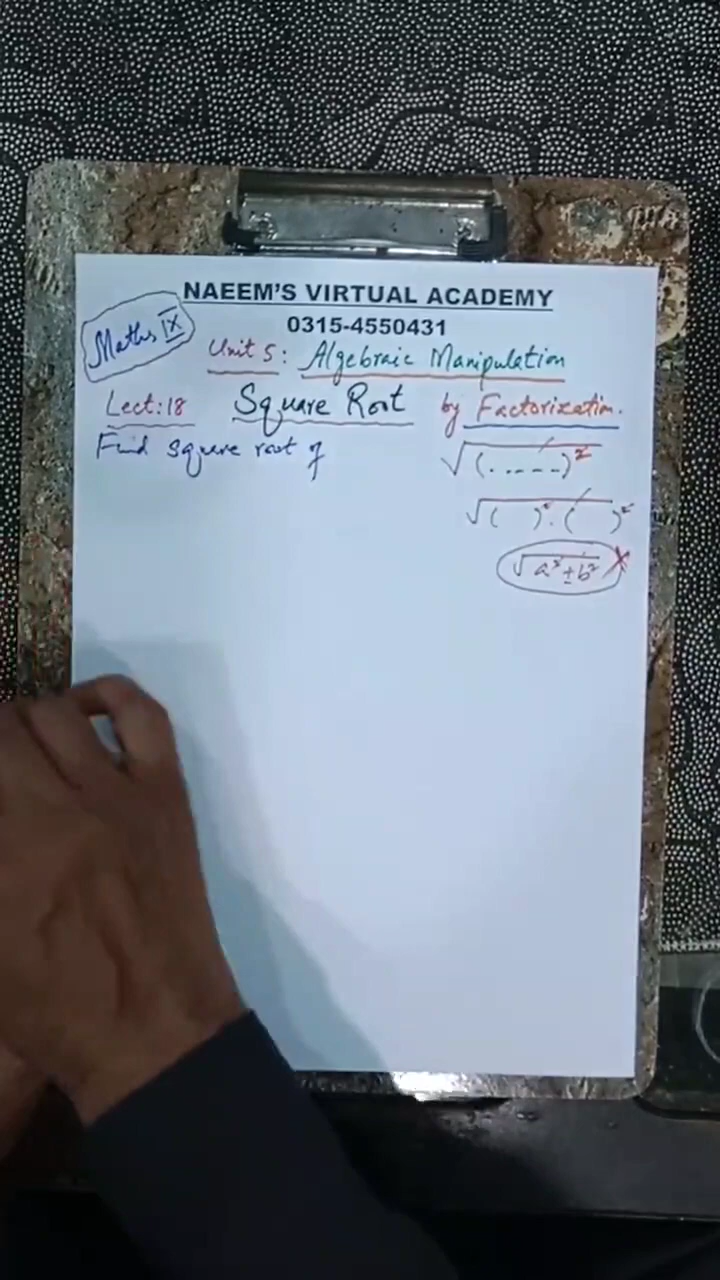 NAEEM'S VIRTUAL ACADEMY
0315-4550431
Maths IX
Unit 5: Algebraic Manipulation
Lect: 18 Square Root by Factorization.
Find square root of
√(.....)²
√( )².( )²
√a²±b² ×